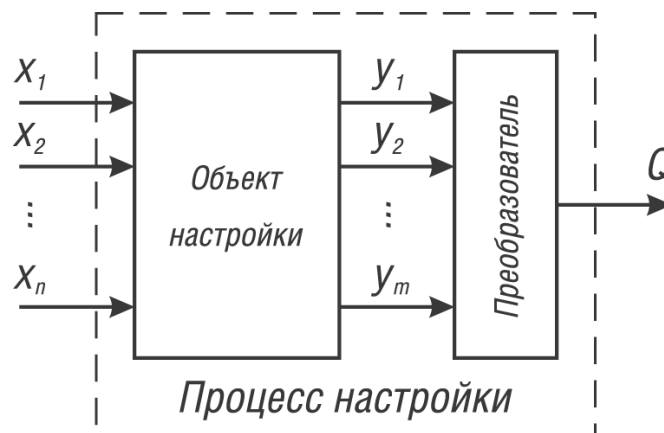 x1
x2
...
xn
Объект
настройки
y1
y2
...
ym
Преобразователь
Q
Процесс настройки